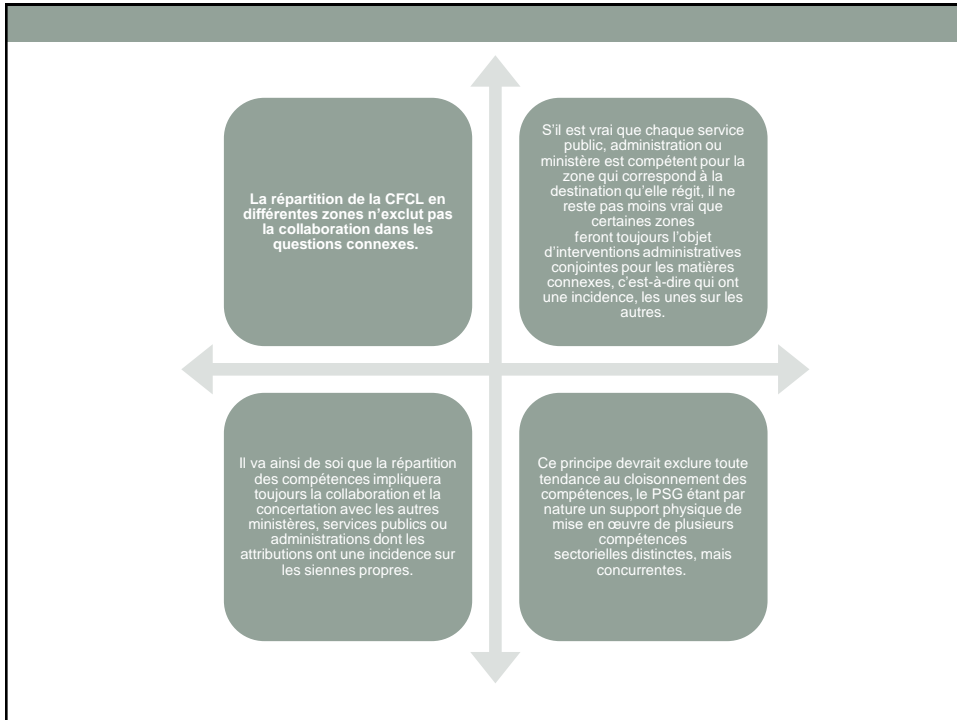 La répartition de la CFCL en
différentes zones n'exclut pas
la collaboration dans les
questions connexes.
S'il est vrai que chaque service
public, administration ou
ministère est compétent pour la
zone qui correspond à la
destination qu'elle régit, il ne
reste pas moins vrai que
certaines zones
feront toujours l'objet
d'interventions administratives
conjointes pour les matières
connexes, c'est-à-dire qui ont
une incidence, les unes sur les
autres.
Il va ainsi de soi que la répartition
des compétences impliquera
toujours la collaboration et la
concertation avec les autres
ministères, services publics ou
administrations dont les
attributions ont une incidence sur
les siennes propres.
Ce principe devrait exclure toute
tendance au cloisonnement des
compétences, le PSG étant par
nature un support physique de
mise en œuvre de plusieurs
compétences
sectorielles distinctes, mais
concurrentes.